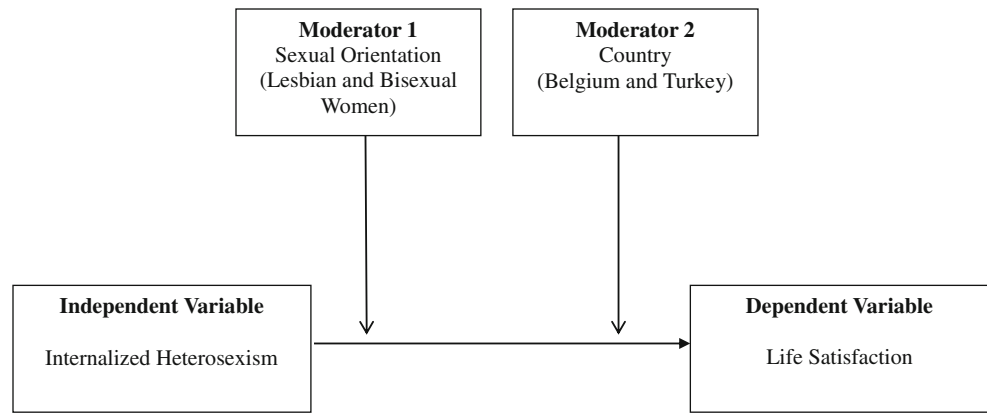 Moderator 1
Sexual Orientation
(Lesbian and Bisexual
Women)
Moderator 2
Country
(Belgium and Turkey)
Independent Variable
Internalized Heterosexism
Dependent Variable
Life Satisfaction